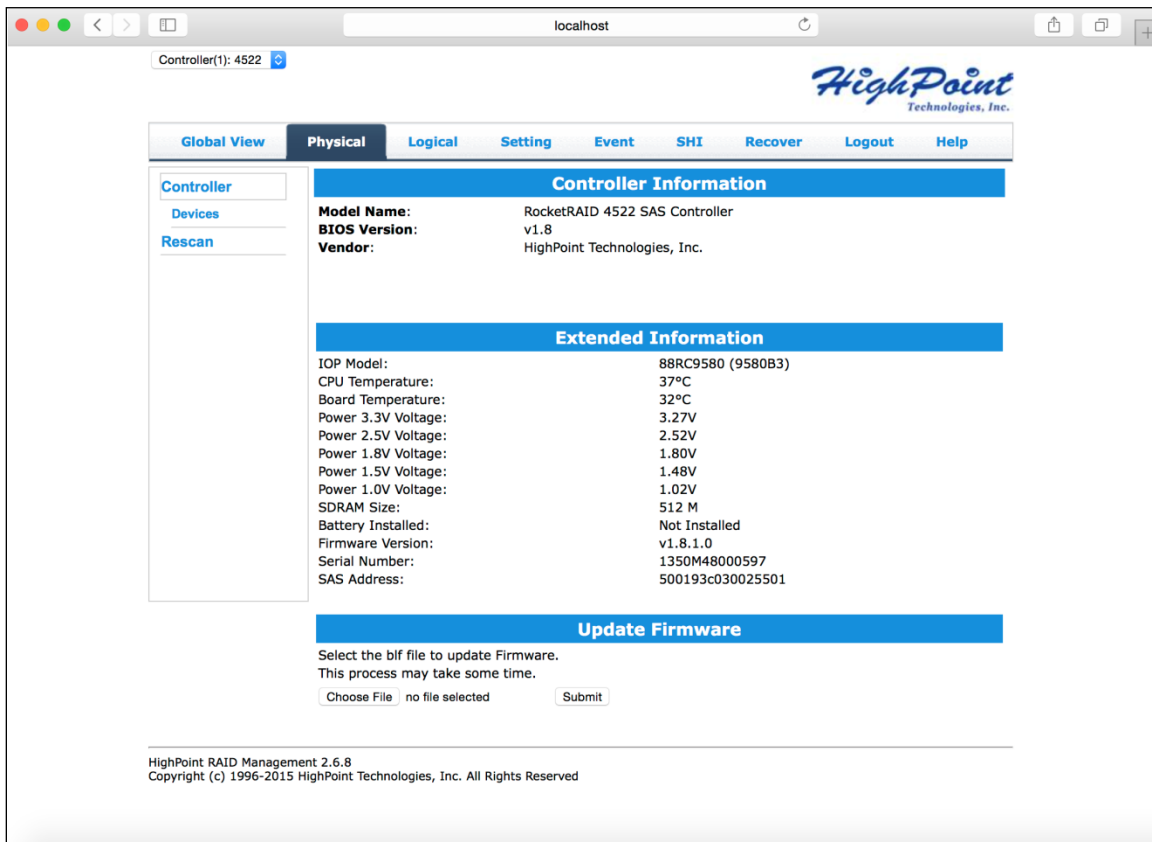 localhost
Controller(1): 4522
HighPoint
Technologies, Inc.
Global View Physical Logical Setting Event SHI Recover Logout Help
Controller
Devices
Rescan
Controller Information
Model Name: RocketRAID 4522 SAS Controller
BIOS Version: v1.8
Vendor: HighPoint Technologies, Inc.
Extended Information
IOP Model: 88RC9580 (9580B3)
CPU Temperature: 37°C
Board Temperature: 32°C
Power 3.3V Voltage: 3.27V
Power 2.5V Voltage: 2.52V
Power 1.8V Voltage: 1.80V
Power 1.5V Voltage: 1.48V
Power 1.0V Voltage: 1.02V
SDRAM Size: 512 M
Battery Installed: Not Installed
Firmware Version: v1.8.1.0
Serial Number: 1350M48000597
SAS Address: 500193c030025501
Update Firmware
Select the blf file to update Firmware.
This process may take some time.
Choose File no file selected Submit
HighPoint RAID Management 2.6.8
Copyright (c) 1996-2015 HighPoint Technologies, Inc. All Rights Reserved